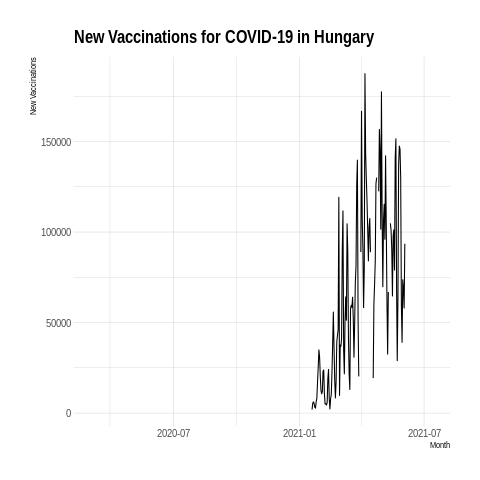 New Vaccinations for COVID-19 in Hungary
New Vaccinations
150000
100000
50000
0
2020-07 2021-01 2021-07
Month